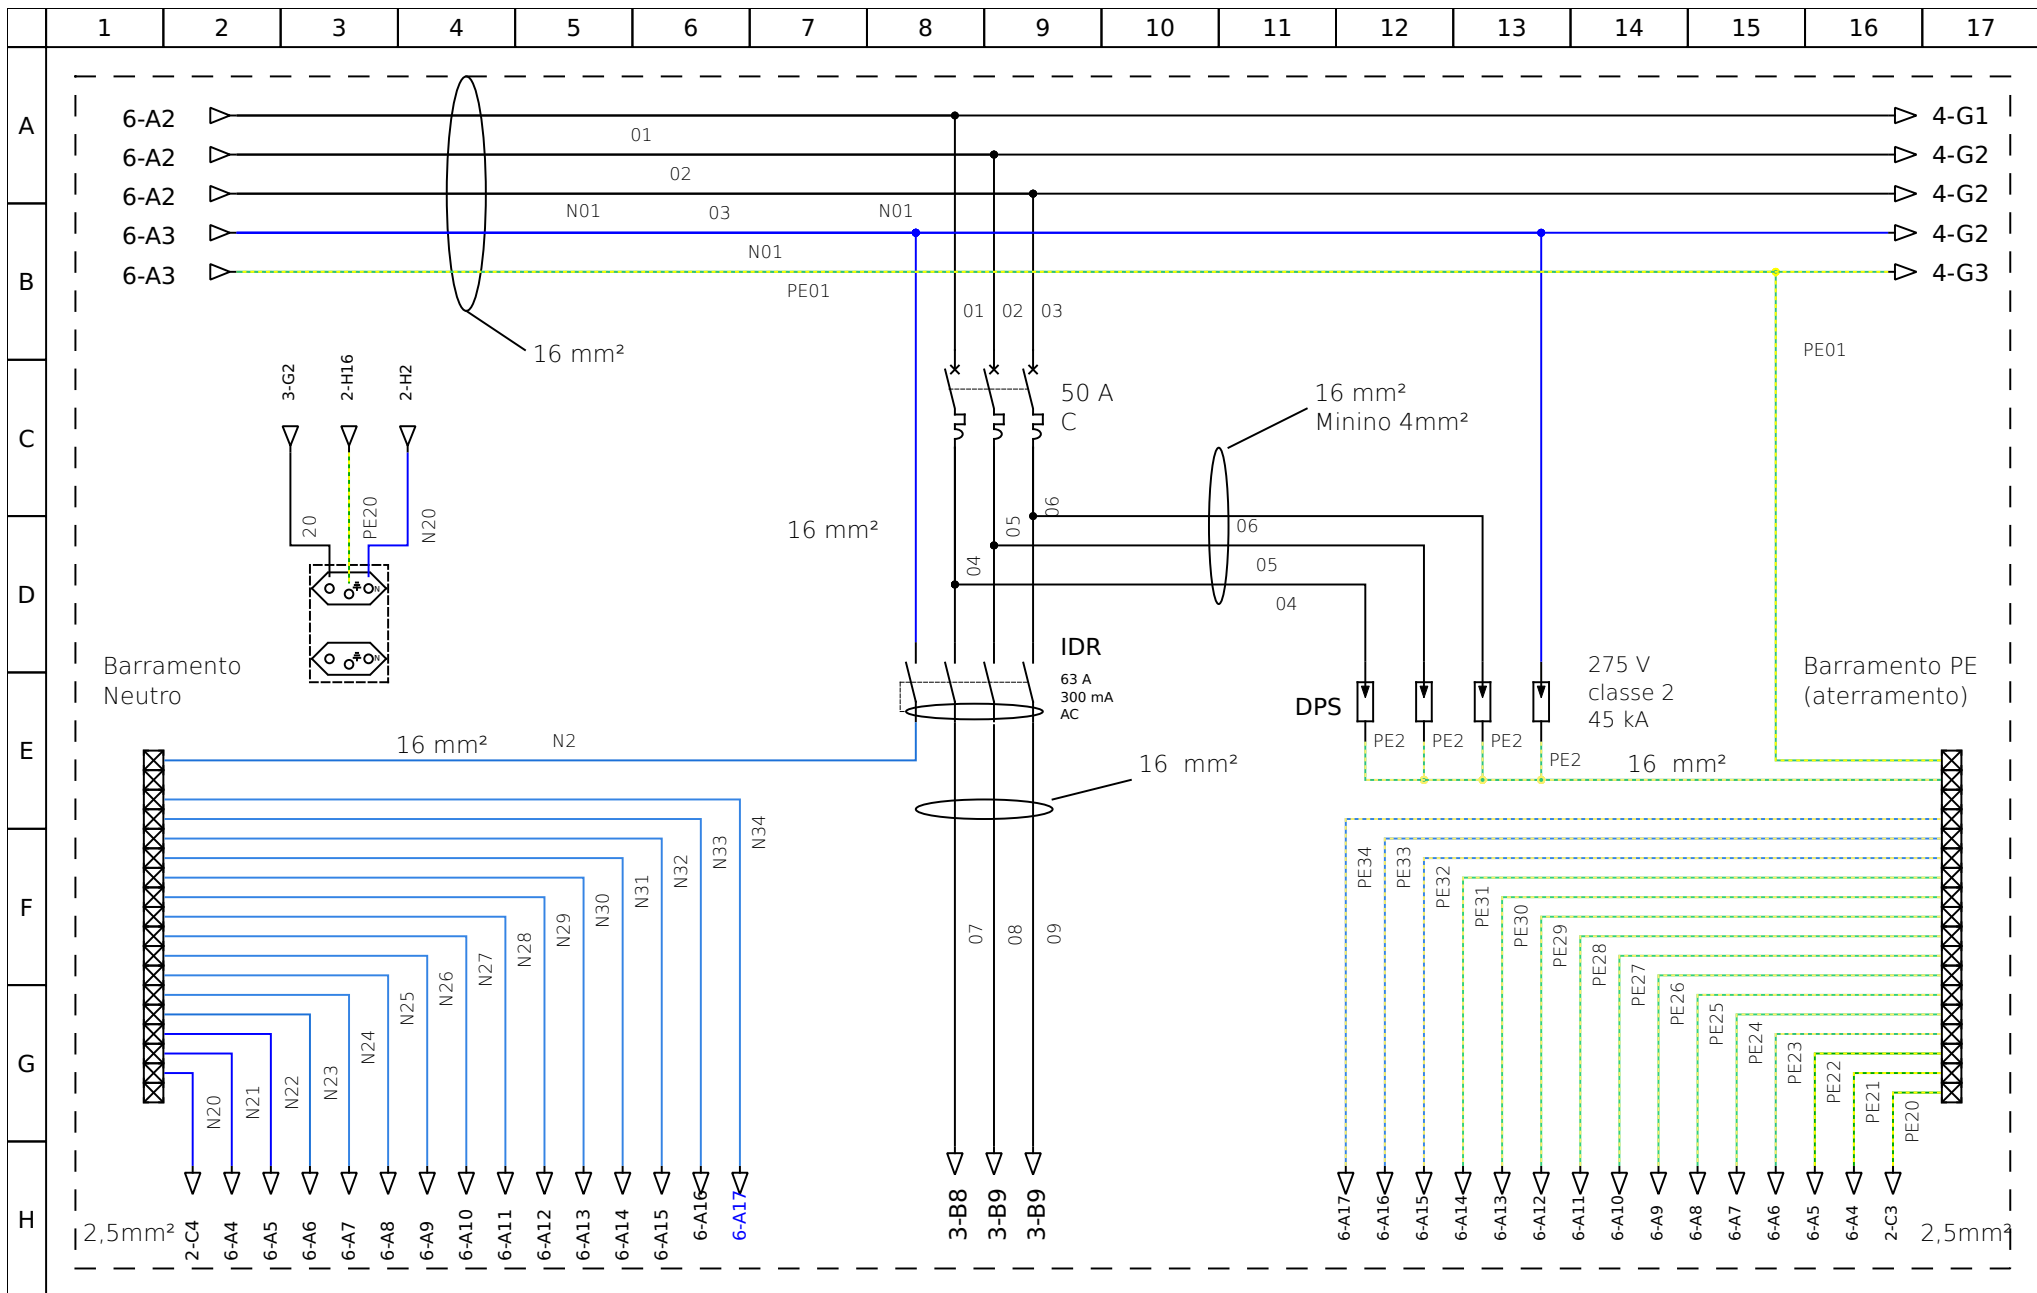 1 2 3 4 5 6 7 8 9 10 11 12 13 14 15 16 17
A
6-A2
01
4-G1
6-A2
02
4-G2
6-A2
N01 03 N01
4-G2
6-A3
N01
4-G2
B
6-A3
PE01
4-G3
01 02 03
16 mm²
PE01
3-G2
2-H16
2-H2
C
50 A
C
16 mm²
Minino 4mm²
20
PE20
N20
16 mm²
04
05
06
06
05
04
D
N
N
Barramento
Neutro
IDR
63 A
300 mA
AC
DPS
275 V
classe 2
45 kA
Barramento PE
(aterramento)
E
16 mm²
N2
PE2 PE2 PE2
PE2
16 mm²
16 mm²
F
N34
N33
N32
N31
N30
N29
N28
N27
N26
N25
N24
N23
N22
N21
N20
07
08
09
PE34
PE33
PE32
PE31
PE30
PE29
PE28
PE27
PE26
PE25
PE24
PE23
PE22
PE21
PE20
G
H
2,5mm²
2-C4
6-A4
6-A5
6-A6
6-A7
6-A8
6-A9
6-A10
6-A11
6-A12
6-A13
6-A14
6-A15
6-A16
6-A17
3-B8
3-B9
3-B9
6-A17
6-A16
6-A15
6-A14
6-A13
6-A12
6-A11
6-A10
6-A9
6-A8
6-A7
6-A6
6-A5
6-A4
2-C3
2,5mm²